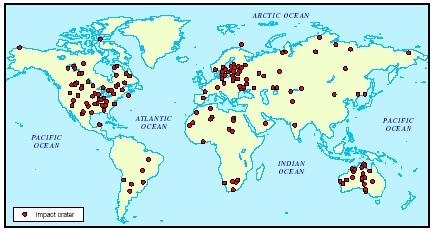 ARCTIC OCEAN
ATLANTIC
OCEAN
PACIFIC
OCEAN
PACIFIC
OCEAN
INDIAN
OCEAN
Impact crater